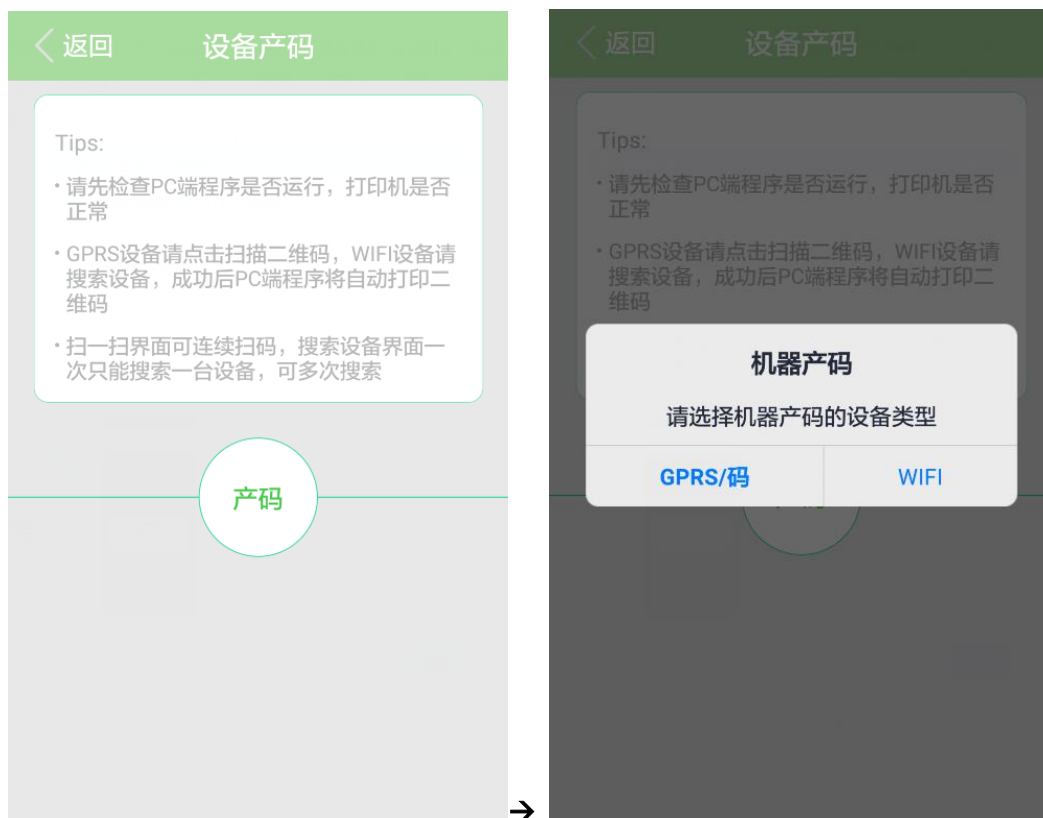 返回
设备产码
Tips:
·请先检查PC端程序是否运行，打印机是否
正常
·GPRS设备请点击扫描二维码，WIFI设备请
搜索设备，成功后PC端程序将自动打印二
维码
·扫一扫界面可连续扫码，搜索设备界面一
次只能搜索一台设备，可多次搜索
产码
→
返回
设备产码
Tips:
·请先检查PC端程序是否运行，打印机是否
正常
·GPRS设备请点击扫描二维码，WIFI设备请
搜索设备，成功后PC端程序将自动打印二
维码
机器产码
请选择机器产码的设备类型
GPRS/码
WIFI